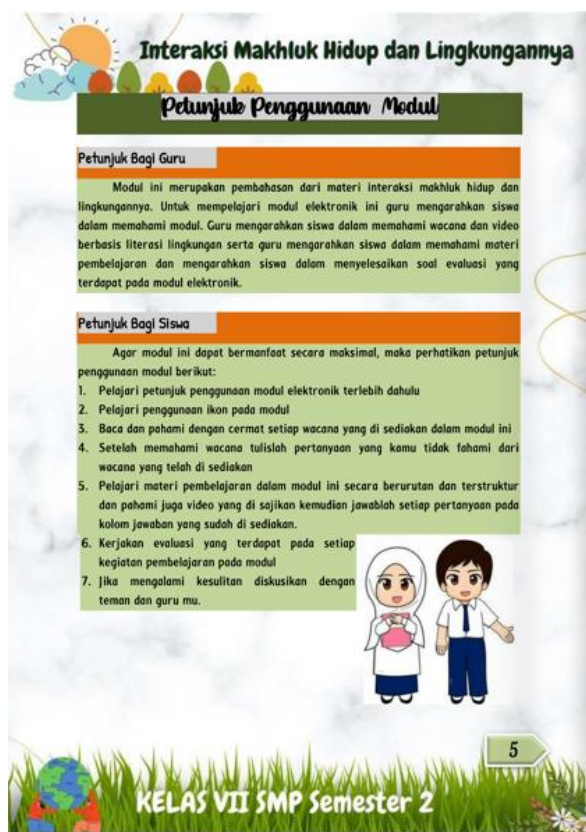 Interaksi Makhluk Hidup dan Lingkungannya
Petunjuk Penggunaan Modul
Petunjuk Bagi Guru
Modul ini merupakan pembahasan dari materi interaksi makhluk hidup dan
lingkungannya. Untuk mempelajari modul elektronik ini guru mengarahkan siswa
dalam memahami modul. Guru mengarahkan siswa dalam memahami wacana dan video
berbasis literasi lingkungan serta guru mengarahkan siswa dalam memahami materi
pembelajaran dan mengarahkan siswa dalam menyelesaikan soal evaluasi yang
terdapat pada modul elektronik.
Petunjuk Bagi Siswa
Agar modul ini dapat bermanfaat secara maksimal, maka perhatikan petunjuk
penggunaan modul berikut:
1. Pelajari petunjuk penggunaan modul elektronik terlebih dahulu
2. Pelajari penggunaan ikon pada modul
3. Baca dan pahami dengan cermat setiap wacana yang di sediakan dalam modul ini
4. Setelah memahami wacana tulislah pertanyaan yang kamu tidak fahami dari
wacana yang telah di sediakan
5. Pelajari materi pembelajaran dalam modul ini secara berurutan dan terstruktur
dan pahami juga video yang di sajikan kemudian jawablah setiap pertanyaan pada
kolom jawaban yang sudah di sediakan.
6. Kerjakan evaluasi yang terdapat pada setiap
kegiatan pembelajaran pada modul
7. Jika mengalami kesulitan diskusikan dengan
teman dan guru mu.
5
KELAS VII SMP Semester 2